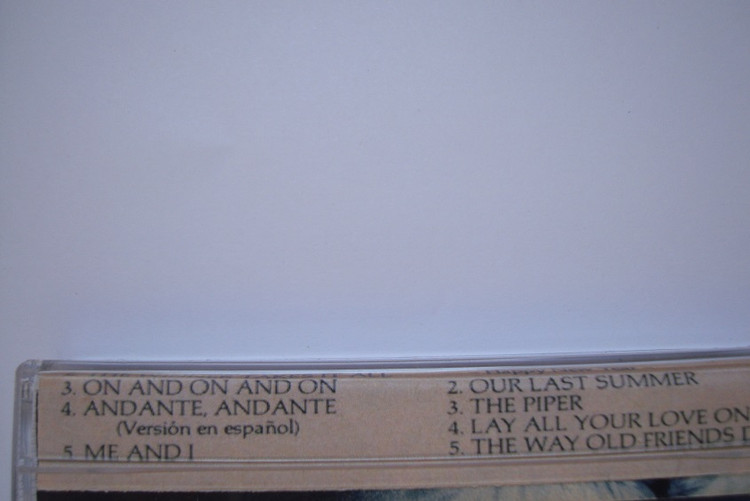 3. ON AND ON AND ON
4. ANDANTE, ANDANTE
(Versión en español)
5. ME AND I
2. OUR LAST SUMMER
3. THE PIPER
4. LAY ALL YOUR LOVE ON
5. THE WAY OLD FRIENDS D